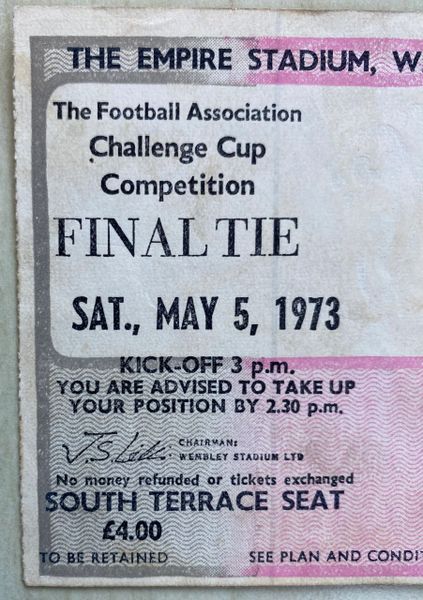 THE EMPIRE STADIUM, W
The Football Association
Challenge Cup
Competition
FINAL TIE
SAT., MAY 5, 1973
KICK-OFF 3 p.m.
YOU ARE ADVISED TO TAKE UP
YOUR POSITION BY 2.30 p.m.
CHAIRMAN:
WEMBLEY STADIUM LTD
No money refunded or tickets exchanged
SOUTH TERRACE SEAT
£4.00
TO BE RETAINED SEE PLAN AND CONDIT